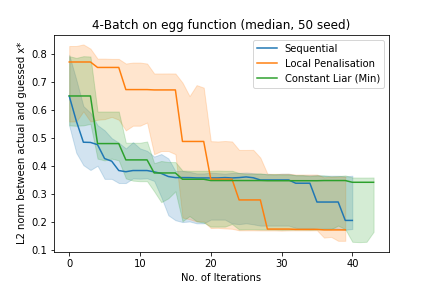 4-Batch on egg function (median, 50 seed)
Sequential
Local Penalisation
Constant Liar (Min)
L2 norm between actual and guessed x*
0.8
0.7
0.6
0.5
0.4
0.3
0.2
0.1
0
10
20
30
40
No. of Iterations